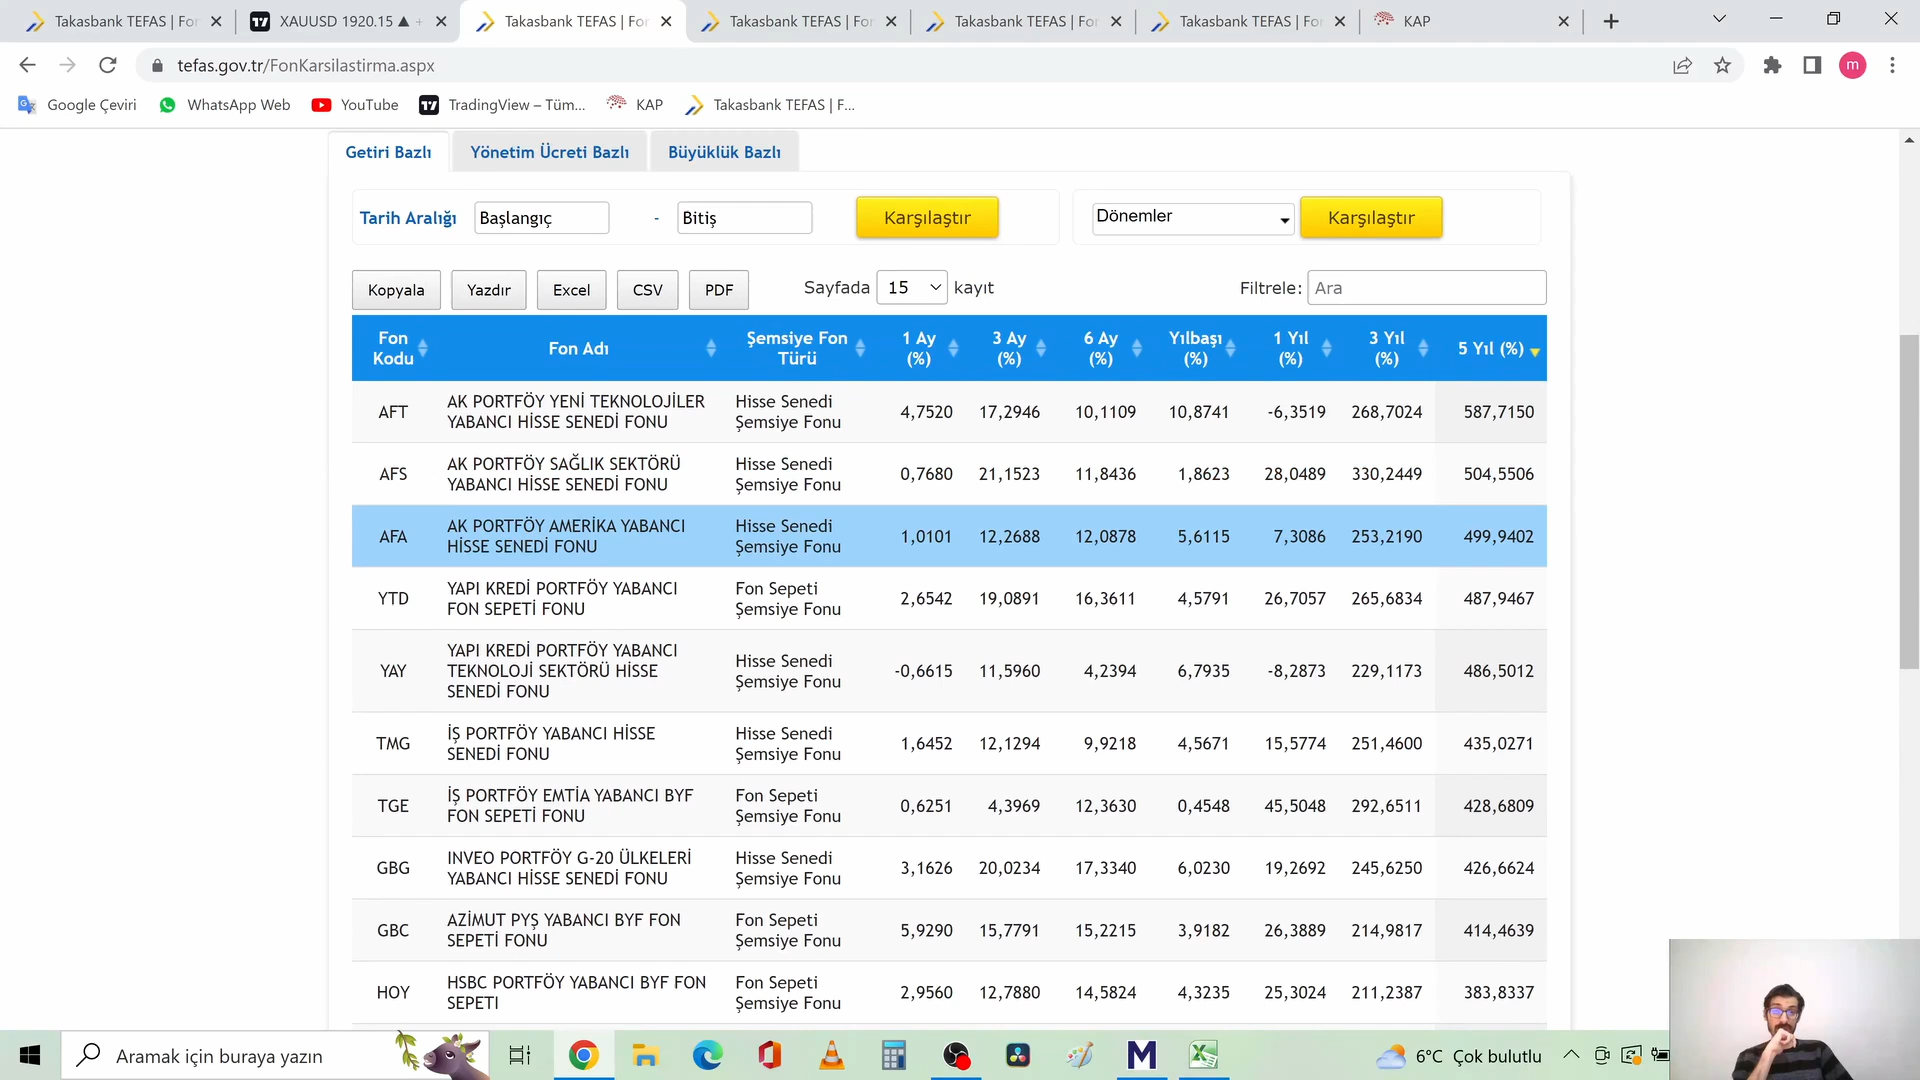 Takasbank TEFAS | For
XAUUSD 1920.15 ▲ +
Takasbank TEFAS | Fo
Takasbank TEFAS | For
Takasbank TEFAS | For
Takasbank TEFAS | Fo
KAP
tefas.gov.tr/FonKarsilastirma.aspx
m
Google Çeviri
WhatsApp Web
YouTube
TradingView – Tüm...
KAP
Takasbank TEFAS | F...
Getiri Bazlı
Yönetim Ücreti Bazlı
Büyüklük Bazlı
Tarih Aralığı Başlangıç - Bitiş Karşılaştır Dönemler Karşılaştır
Kopyala Yazdır Excel CSV PDF Sayfada 15 kayıt Filtrele: Ara
Fon Kodu Fon Adı Şemsiye Fon Türü 1 Ay (%) 3 Ay (%) 6 Ay (%) Yılbaşı (%) 1 Yıl (%) 3 Yıl (%) 5 Yıl (%)
AFT AK PORTFÖY YENİ TEKNOLOJİLER YABANCI HİSSE SENEDİ FONU Hisse Senedi Şemsiye Fonu 4,7520 17,2946 10,1109 10,8741 -6,3519 268,7024 587,7150
AFS AK PORTFÖY SAĞLIK SEKTÖRÜ YABANCI HİSSE SENEDİ FONU Hisse Senedi Şemsiye Fonu 0,7680 21,1523 11,8436 1,8623 28,0489 330,2449 504,5506
AFA AK PORTFÖY AMERİKA YABANCI HİSSE SENEDİ FONU Hisse Senedi Şemsiye Fonu 1,0101 12,2688 12,0878 5,6115 7,3086 253,2190 499,9402
YTD YAPI KREDİ PORTFÖY YABANCI FON SEPETİ FONU Fon Sepeti Şemsiye Fonu 2,6542 19,0891 16,3611 4,5791 26,7057 265,6834 487,9467
YAY YAPI KREDİ PORTFÖY YABANCI TEKNOLOJİ SEKTÖRÜ HİSSE SENEDİ FONU Hisse Senedi Şemsiye Fonu -0,6615 11,5960 4,2394 6,7935 -8,2873 229,1173 486,5012
TMG İŞ PORTFÖY YABANCI HİSSE SENEDİ FONU Hisse Senedi Şemsiye Fonu 1,6452 12,1294 9,9218 4,5671 15,5774 251,4600 435,0271
TGE İŞ PORTFÖY EMTİA YABANCI BYF FON SEPETİ FONU Fon Sepeti Şemsiye Fonu 0,6251 4,3969 12,3630 0,4548 45,5048 292,6511 428,6809
GBG INVEO PORTFÖY G-20 ÜLKELERİ YABANCI HİSSE SENEDİ FONU Hisse Senedi Şemsiye Fonu 3,1626 20,0234 17,3340 6,0230 19,2692 245,6250 426,6624
GBC AZİMUT PYŞ YABANCI BYF FON SEPETİ FONU Fon Sepeti Şemsiye Fonu 5,9290 15,7791 15,2215 3,9182 26,3889 214,9817 414,4639
HOY HSBC PORTFÖY YABANCI BYF FON SEPETI Fon Sepeti Şemsiye Fonu 2,9560 12,7880 14,5824 4,3235 25,3024 211,2387 383,8337
Aramak için buraya yazın
6°C Çok bulutlu